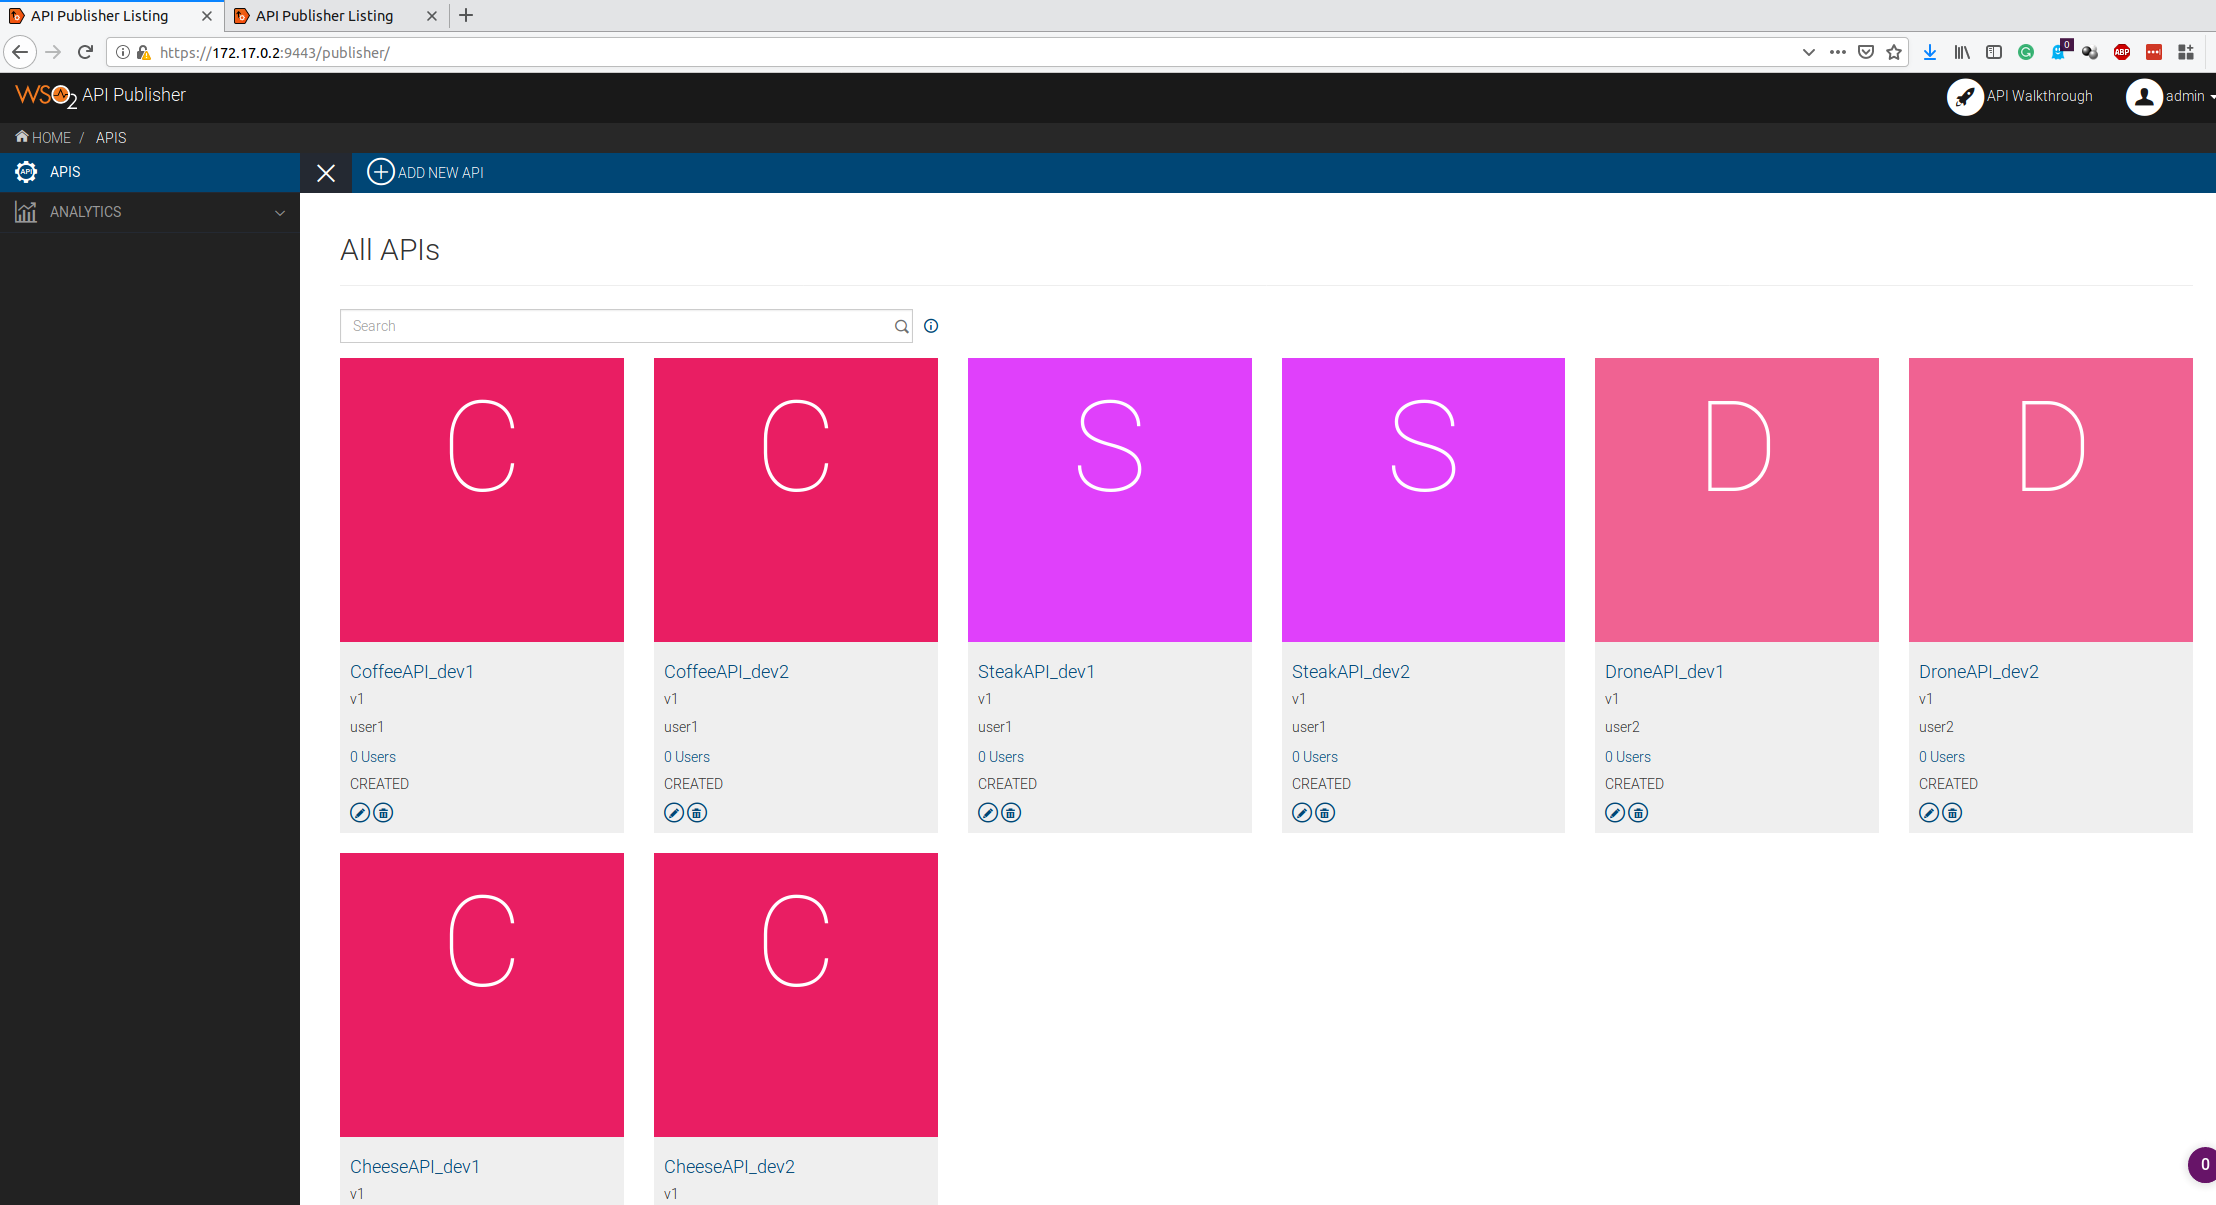 API Publisher Listing
API Publisher Listing
https://172.17.0.2:9443/publisher/
0
ABP
WSO2 API Publisher
API Walkthrough
admin
HOME / APIS
API APIS
ADD NEW API
ANALYTICS
All APIs
Search
C
C
S
S
D
D
CoffeeAPI_dev1
v1
user1
0 Users
CREATED
CoffeeAPI_dev2
v1
user1
0 Users
CREATED
SteakAPI_dev1
v1
user1
0 Users
CREATED
SteakAPI_dev2
v1
user1
0 Users
CREATED
DroneAPI_dev1
v1
user2
0 Users
CREATED
DroneAPI_dev2
v1
user2
0 Users
CREATED
C
C
CheeseAPI_dev1
v1
CheeseAPI_dev2
v1
0